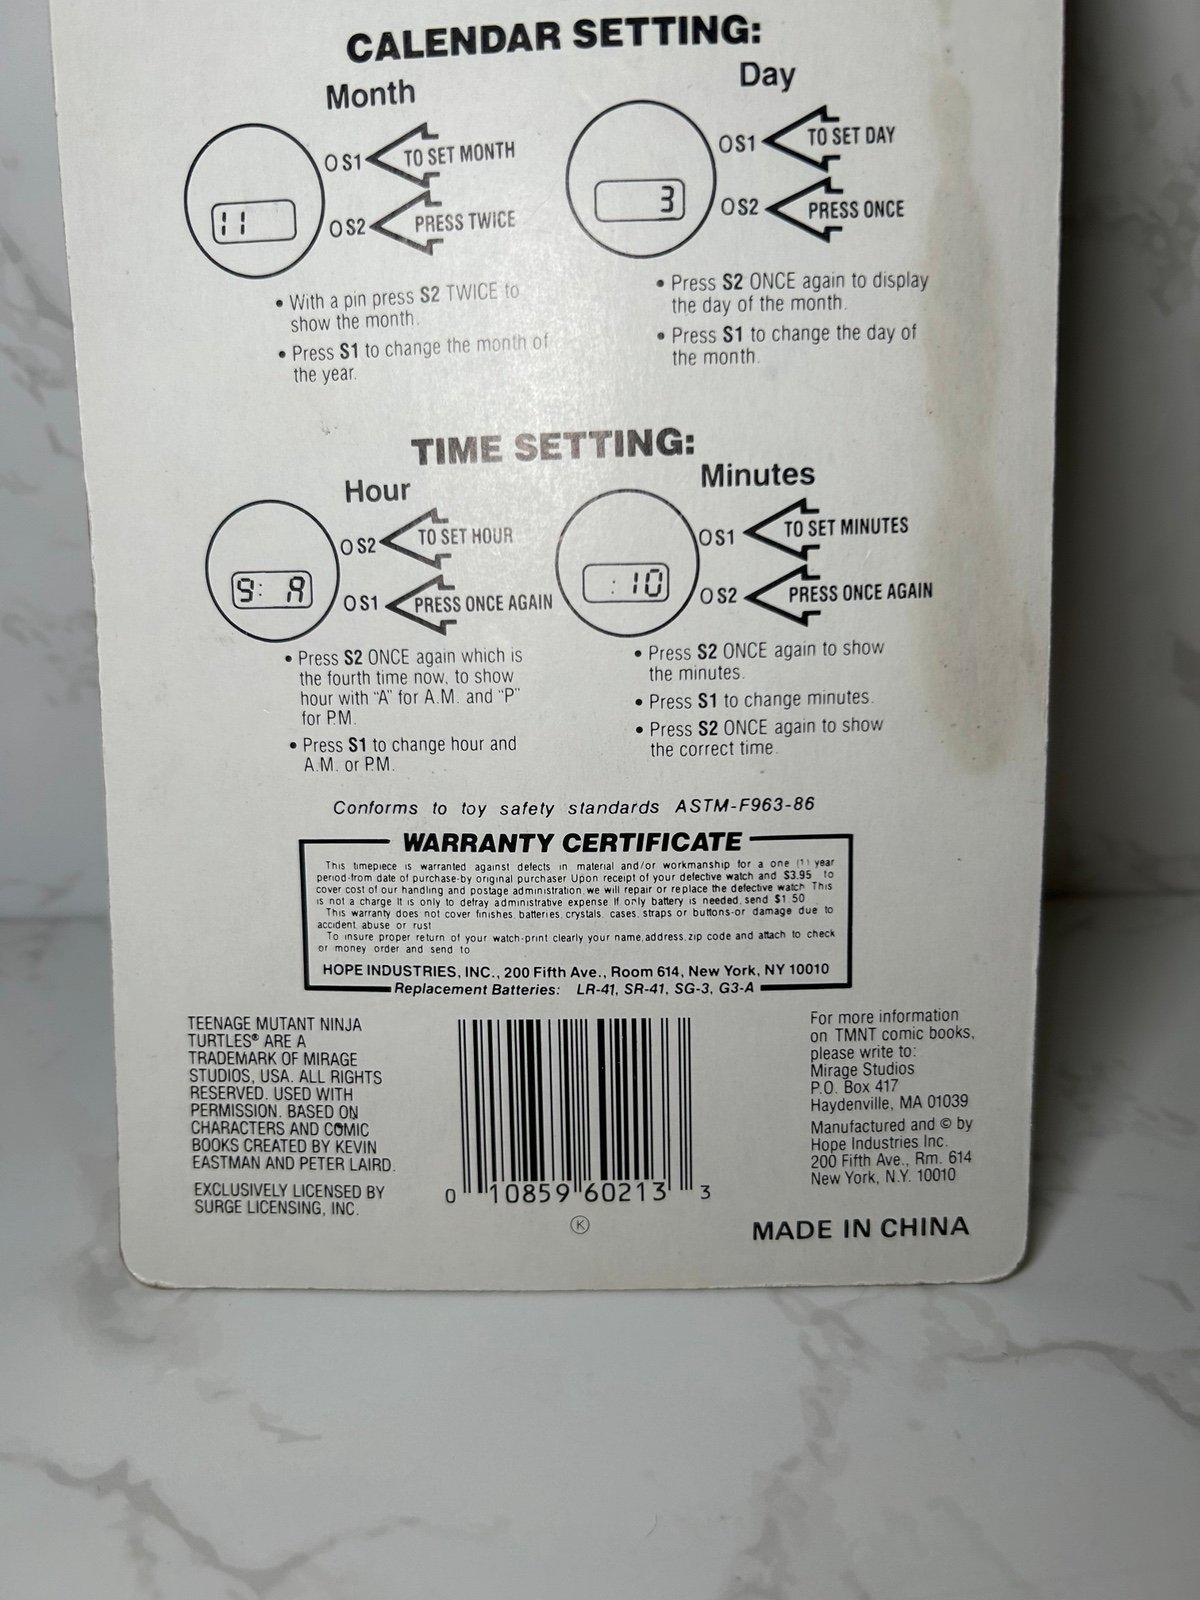 CALENDAR SETTING:
Month
OS1 TO SET MONTH
11
OS2 PRESS TWICE
• With a pin press S2 TWICE to
show the month.
• Press S1 to change the month of
the year.
Day
OS1 TO SET DAY
3
OS2 PRESS ONCE
• Press S2 ONCE again to display
the day of the month.
• Press S1 to change the day of
the month.
TIME SETTING:
Hour
OS2 TO SET HOUR
9: A
OS1 PRESS ONCE AGAIN
• Press S2 ONCE again which is
the fourth time now, to show
hour with "A" for A.M. and "P"
for P.M.
• Press S1 to change hour and
A.M. or P.M.
Minutes
OS1 TO SET MINUTES
:10
OS2 PRESS ONCE AGAIN
• Press S2 ONCE again to show
the minutes.
• Press S1 to change minutes.
• Press S2 ONCE again to show
the correct time.
Conforms to toy safety standards ASTM-F963-86
WARRANTY CERTIFICATE
This timepiece is warranted against defects in material and/or workmanship for a one (1) year
period-from date of purchase-by original purchaser Upon receipt of your defective watch and $3.95 to
cover cost of our handling and postage administration, we will repair or replace the defective watch This
is not a charge It is only to defray administrative expense If only battery is needed, send $1 50
This warranty does not cover finishes, batteries, crystals, cases, straps or buttons-or damage due to
accident, abuse or rust
To insure proper return of your watch-print clearly your name, address, zip code and attach to check
or money order and send to
HOPE INDUSTRIES, INC., 200 Fifth Ave., Room 614, New York, NY 10010
Replacement Batteries: LR-41, SR-41, SG-3, G3-A
TEENAGE MUTANT NINJA
TURTLES® ARE A
TRADEMARK OF MIRAGE
STUDIOS, USA. ALL RIGHTS
RESERVED. USED WITH
PERMISSION. BASED ON
CHARACTERS AND COMIC
BOOKS CREATED BY KEVIN
EASTMAN AND PETER LAIRD.
EXCLUSIVELY LICENSED BY
SURGE LICENSING, INC.
0 10859 60213 3
K
For more information
on TMNT comic books,
please write to:
Mirage Studios
P.O. Box 417
Haydenville, MA 01039
Manufactured and © by
Hope Industries Inc.
200 Fifth Ave., Rm. 614
New York, N.Y. 10010
MADE IN CHINA